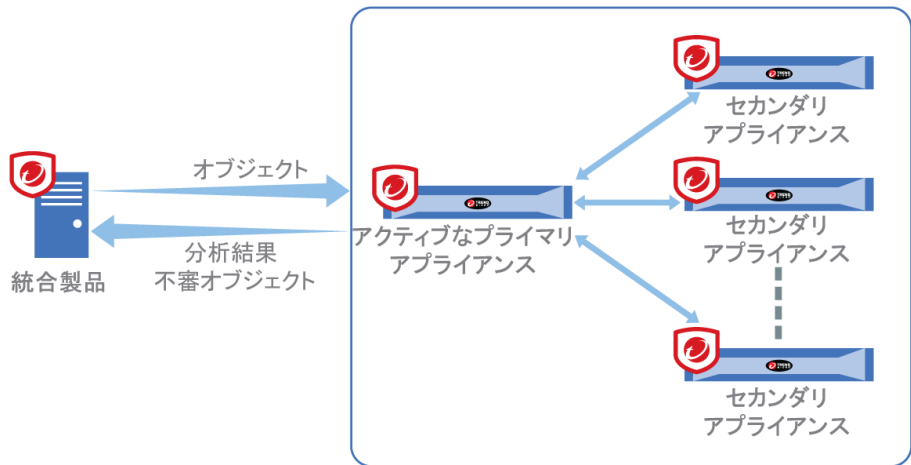 オブジェクト
分析結果
不審オブジェクト
統合製品
アクティブなプライマリ
アプライアンス
セカンダリ
アプライアンス
セカンダリ
アプライアンス
セカンダリ
アプライアンス